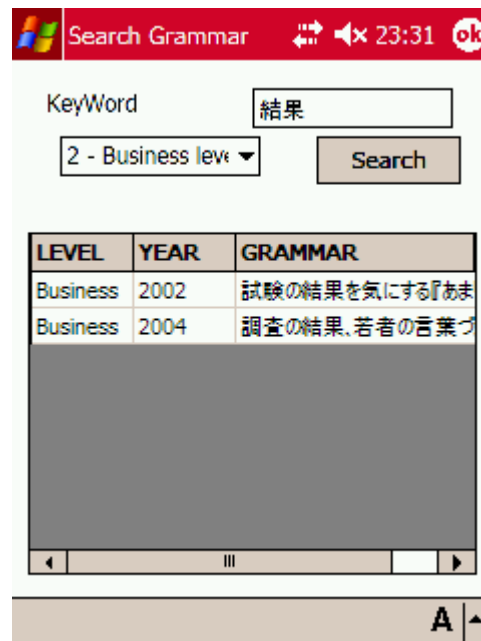 Search Grammar 23:31 ok
KeyWord 結果
2 - Business leve Search
LEVEL YEAR GRAMMAR
Business 2002 試験の結果を気にする『あま
Business 2004 調査の結果、若者の言葉づ
A